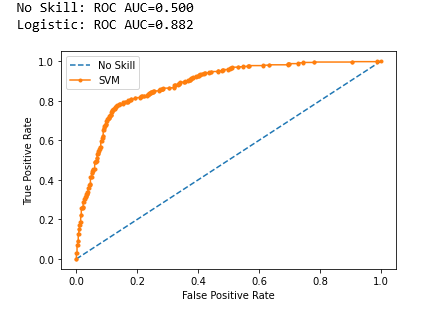 No Skill: ROC AUC=0.500
Logistic: ROC AUC=0.882
1.0
0.8
0.6
0.4
0.2
0.0
True Positive Rate
No Skill
SVM
0.0 0.2 0.4 0.6 0.8 1.0
False Positive Rate